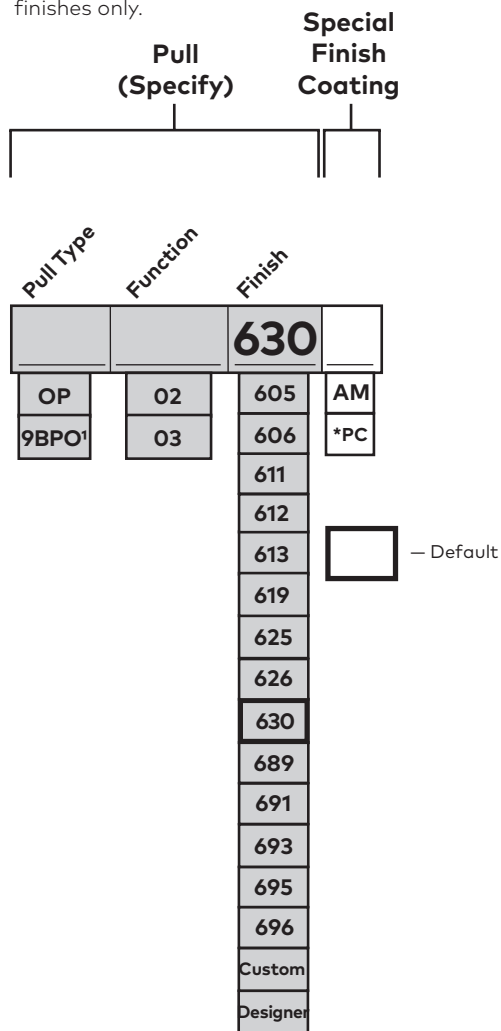 finishes only.
Pull
(Specify)
Special
Finish
Coating
Pull Type
Function
Finish
630
OP
02
605
AM
9BPO¹
03
606
*PC
611
612
613
— Default
619
625
626
630
689
691
693
695
696
Custom
Designer